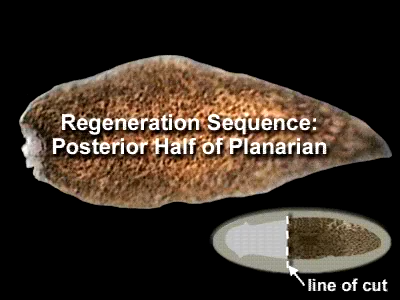 Regeneration Sequence:
Posterior Half of Planarian
line of cut